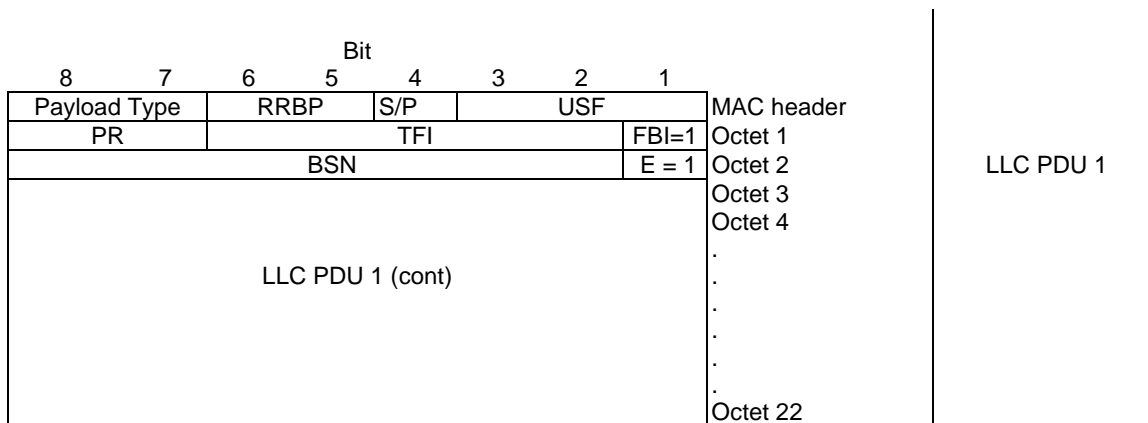 Bit
8 7 6 5 4 3 2 1
Payload Type RRBP S/P USF MAC header
PR TFI FBI=1 Octet 1
BSN E = 1 Octet 2 LLC PDU 1
Octet 3
Octet 4
.
LLC PDU 1 (cont) .
.
.
.
.
Octet 22